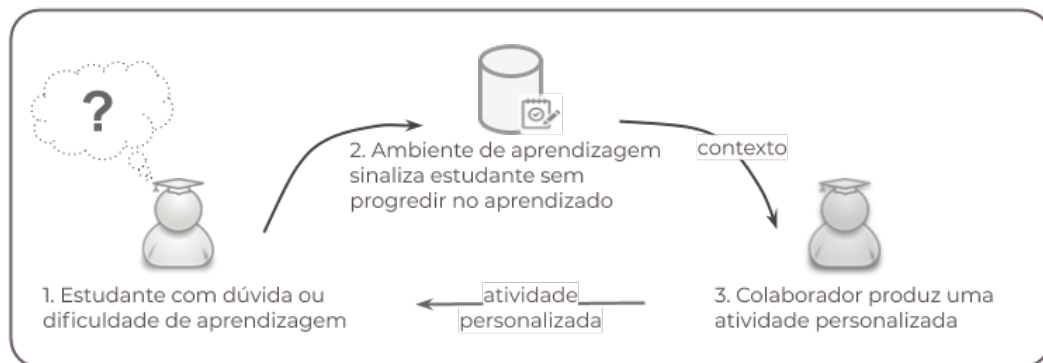 ?
2. Ambiente de aprendizagem
sinaliza estudante sem
progredir no aprendizado
contexto
1. Estudante com dúvida ou
dificuldade de aprendizagem
atividade
personalizada
3. Colaborador produz uma
atividade personalizada